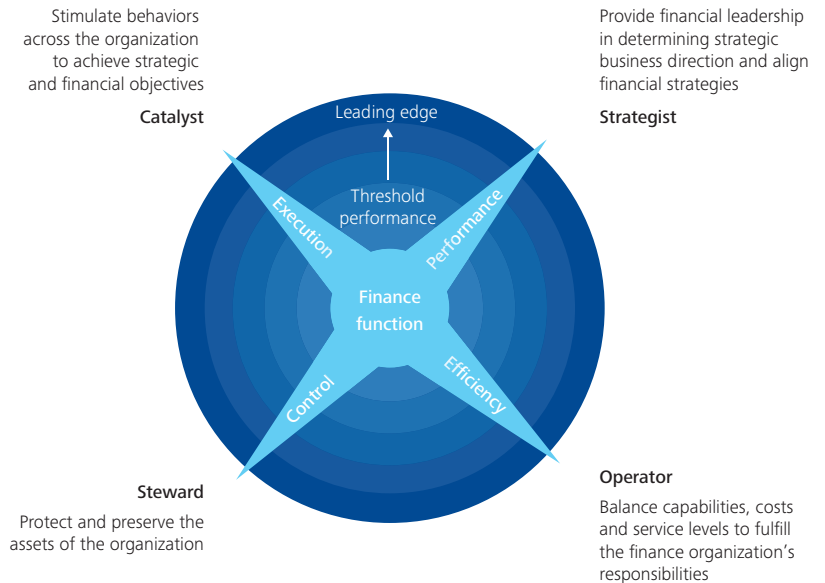 Stimulate behaviors
across the organization
to achieve strategic
and financial objectives
Catalyst
Provide financial leadership
in determining strategic
business direction and align
financial strategies
Strategist
Leading edge
Threshold
performance
Execution
Performance
Finance
function
Control
Efficiency
Steward
Protect and preserve the
assets of the organization
Operator
Balance capabilities, costs
and service levels to fulfill
the finance organization’s
responsibilities